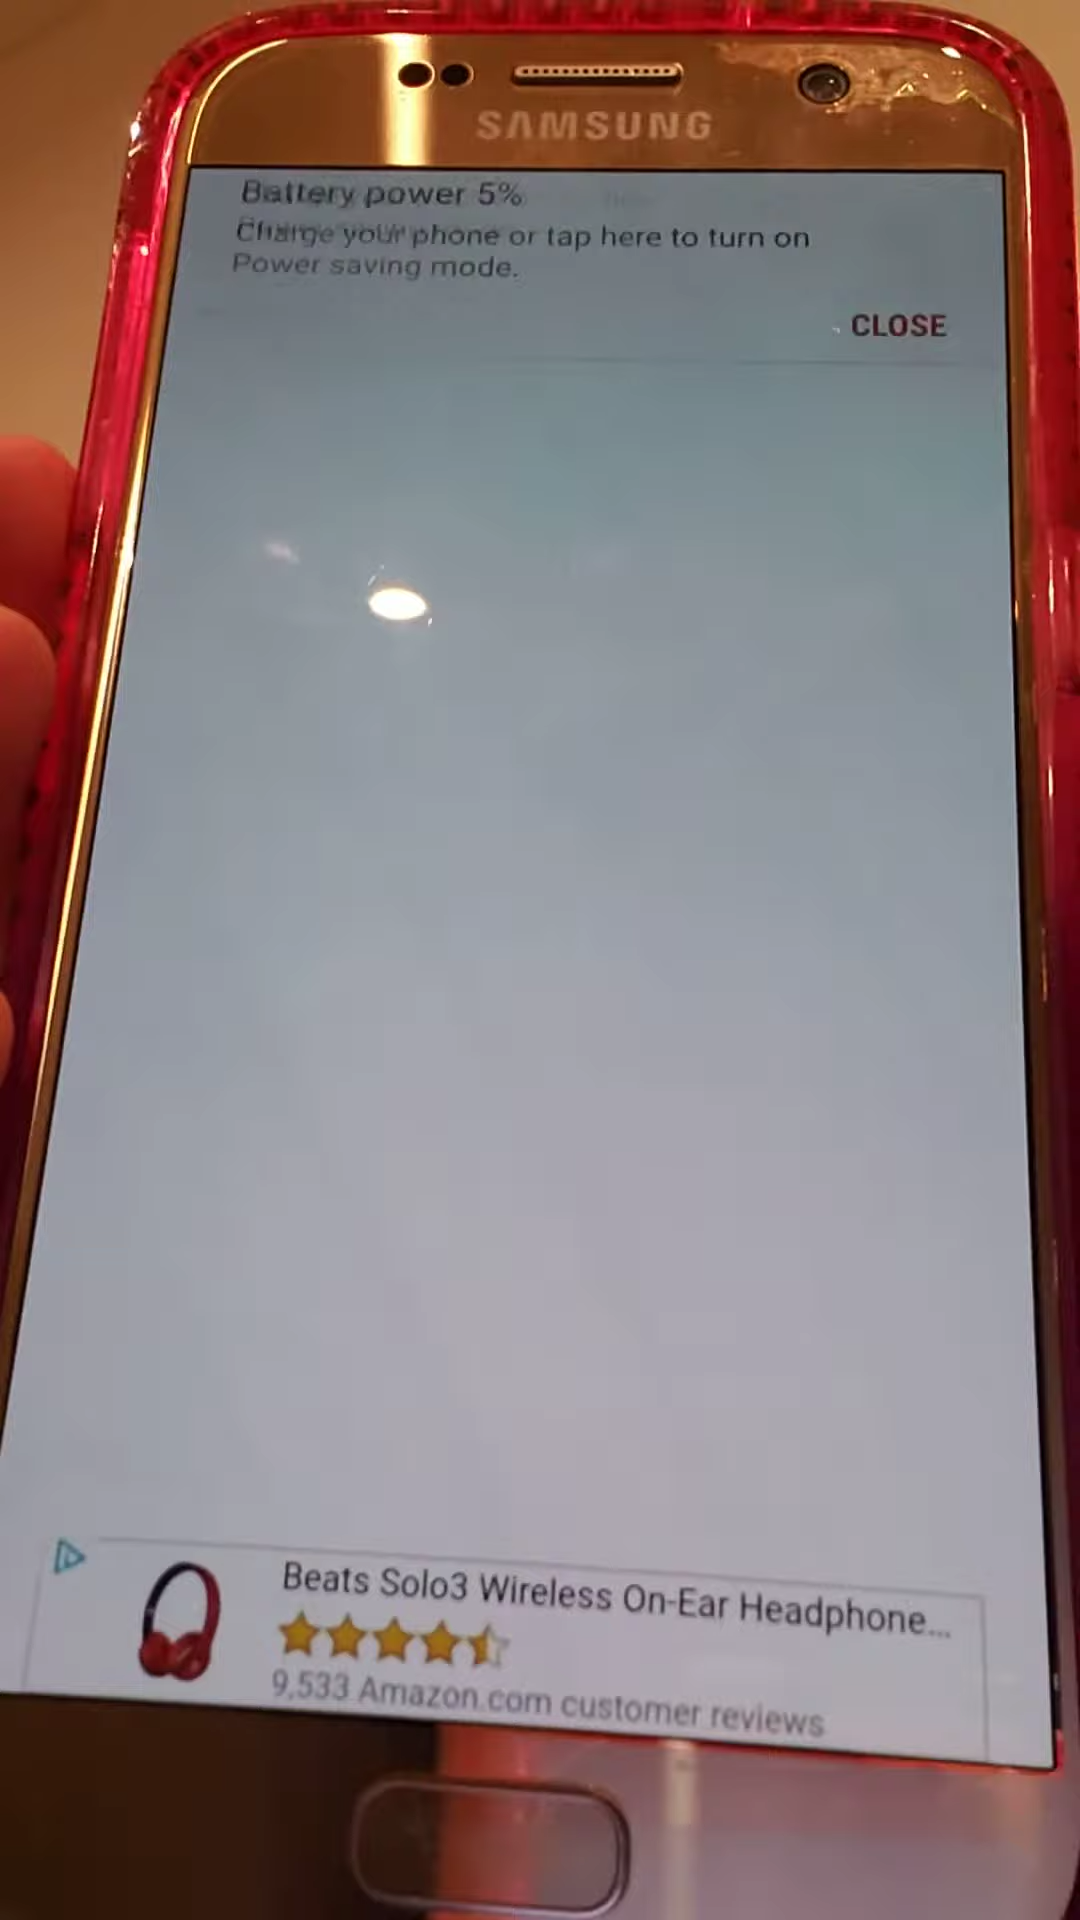 SAMSUNG
Battery power 5%
Charge your phone or tap here to turn on
Power saving mode.
CLOSE
Beats Solo3 Wireless On-Ear Headphone...
9,533 Amazon.com customer reviews